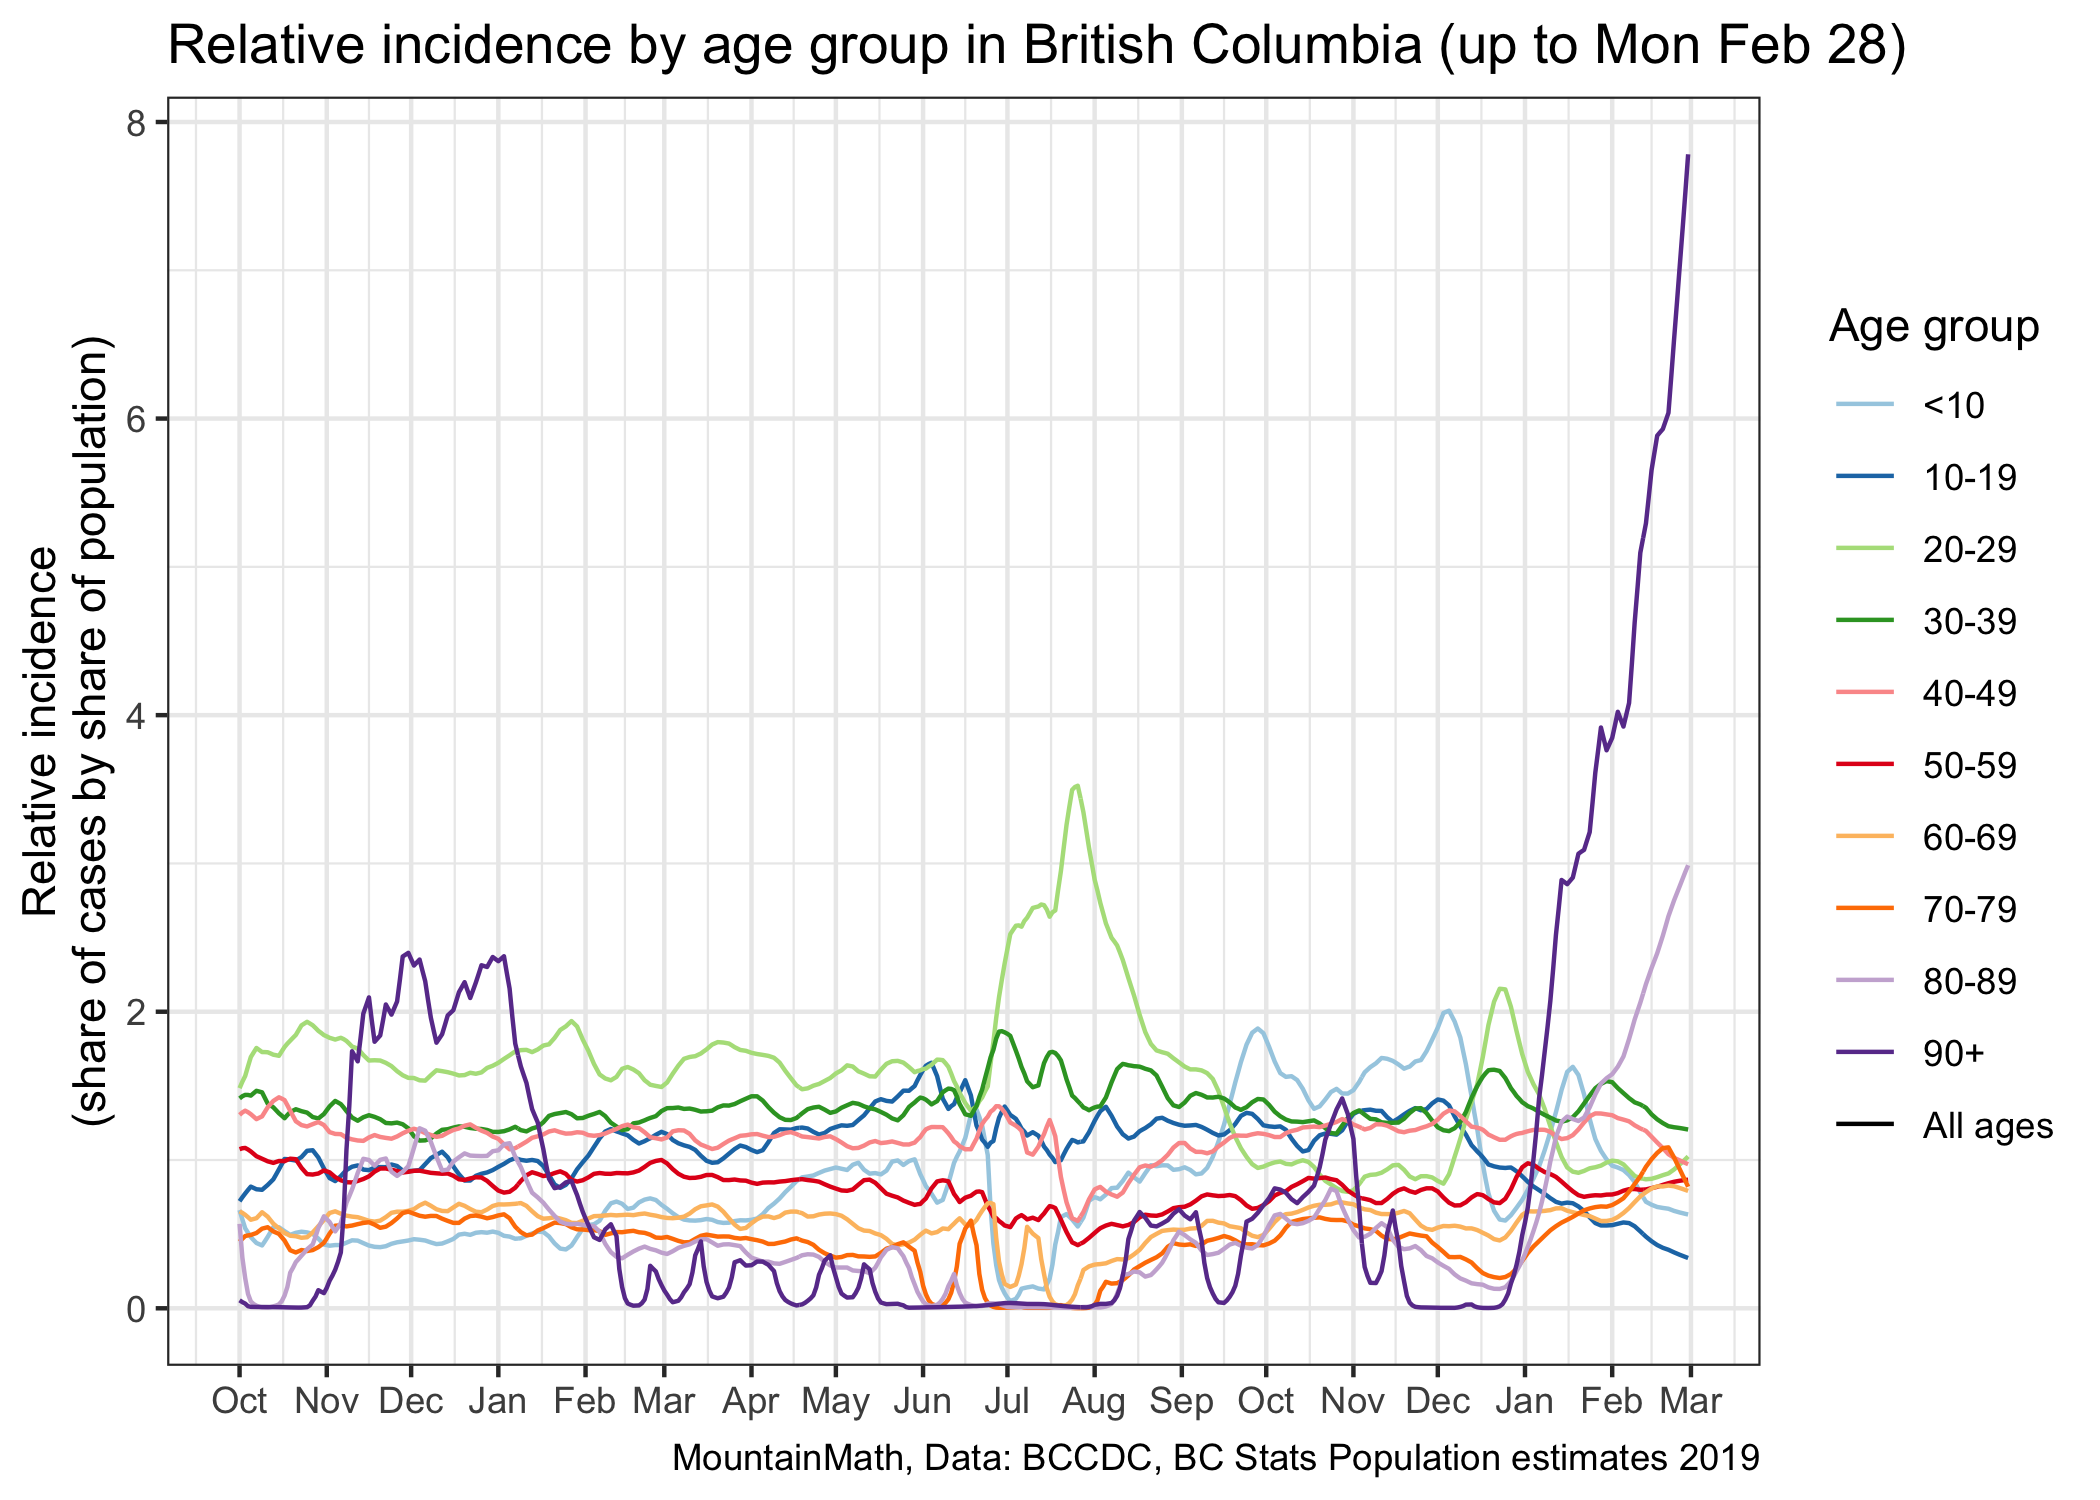 Relative incidence by age group in British Columbia (up to Mon Feb 28)
Relative incidence
(share of cases by share of population)
8
6
4
2
0
Oct Nov Dec Jan Feb Mar Apr May Jun Jul Aug Sep Oct Nov Dec Jan Feb Mar
Age group
<10
10-19
20-29
30-39
40-49
50-59
60-69
70-79
80-89
90+
All ages
MountainMath, Data: BCCDC, BC Stats Population estimates 2019